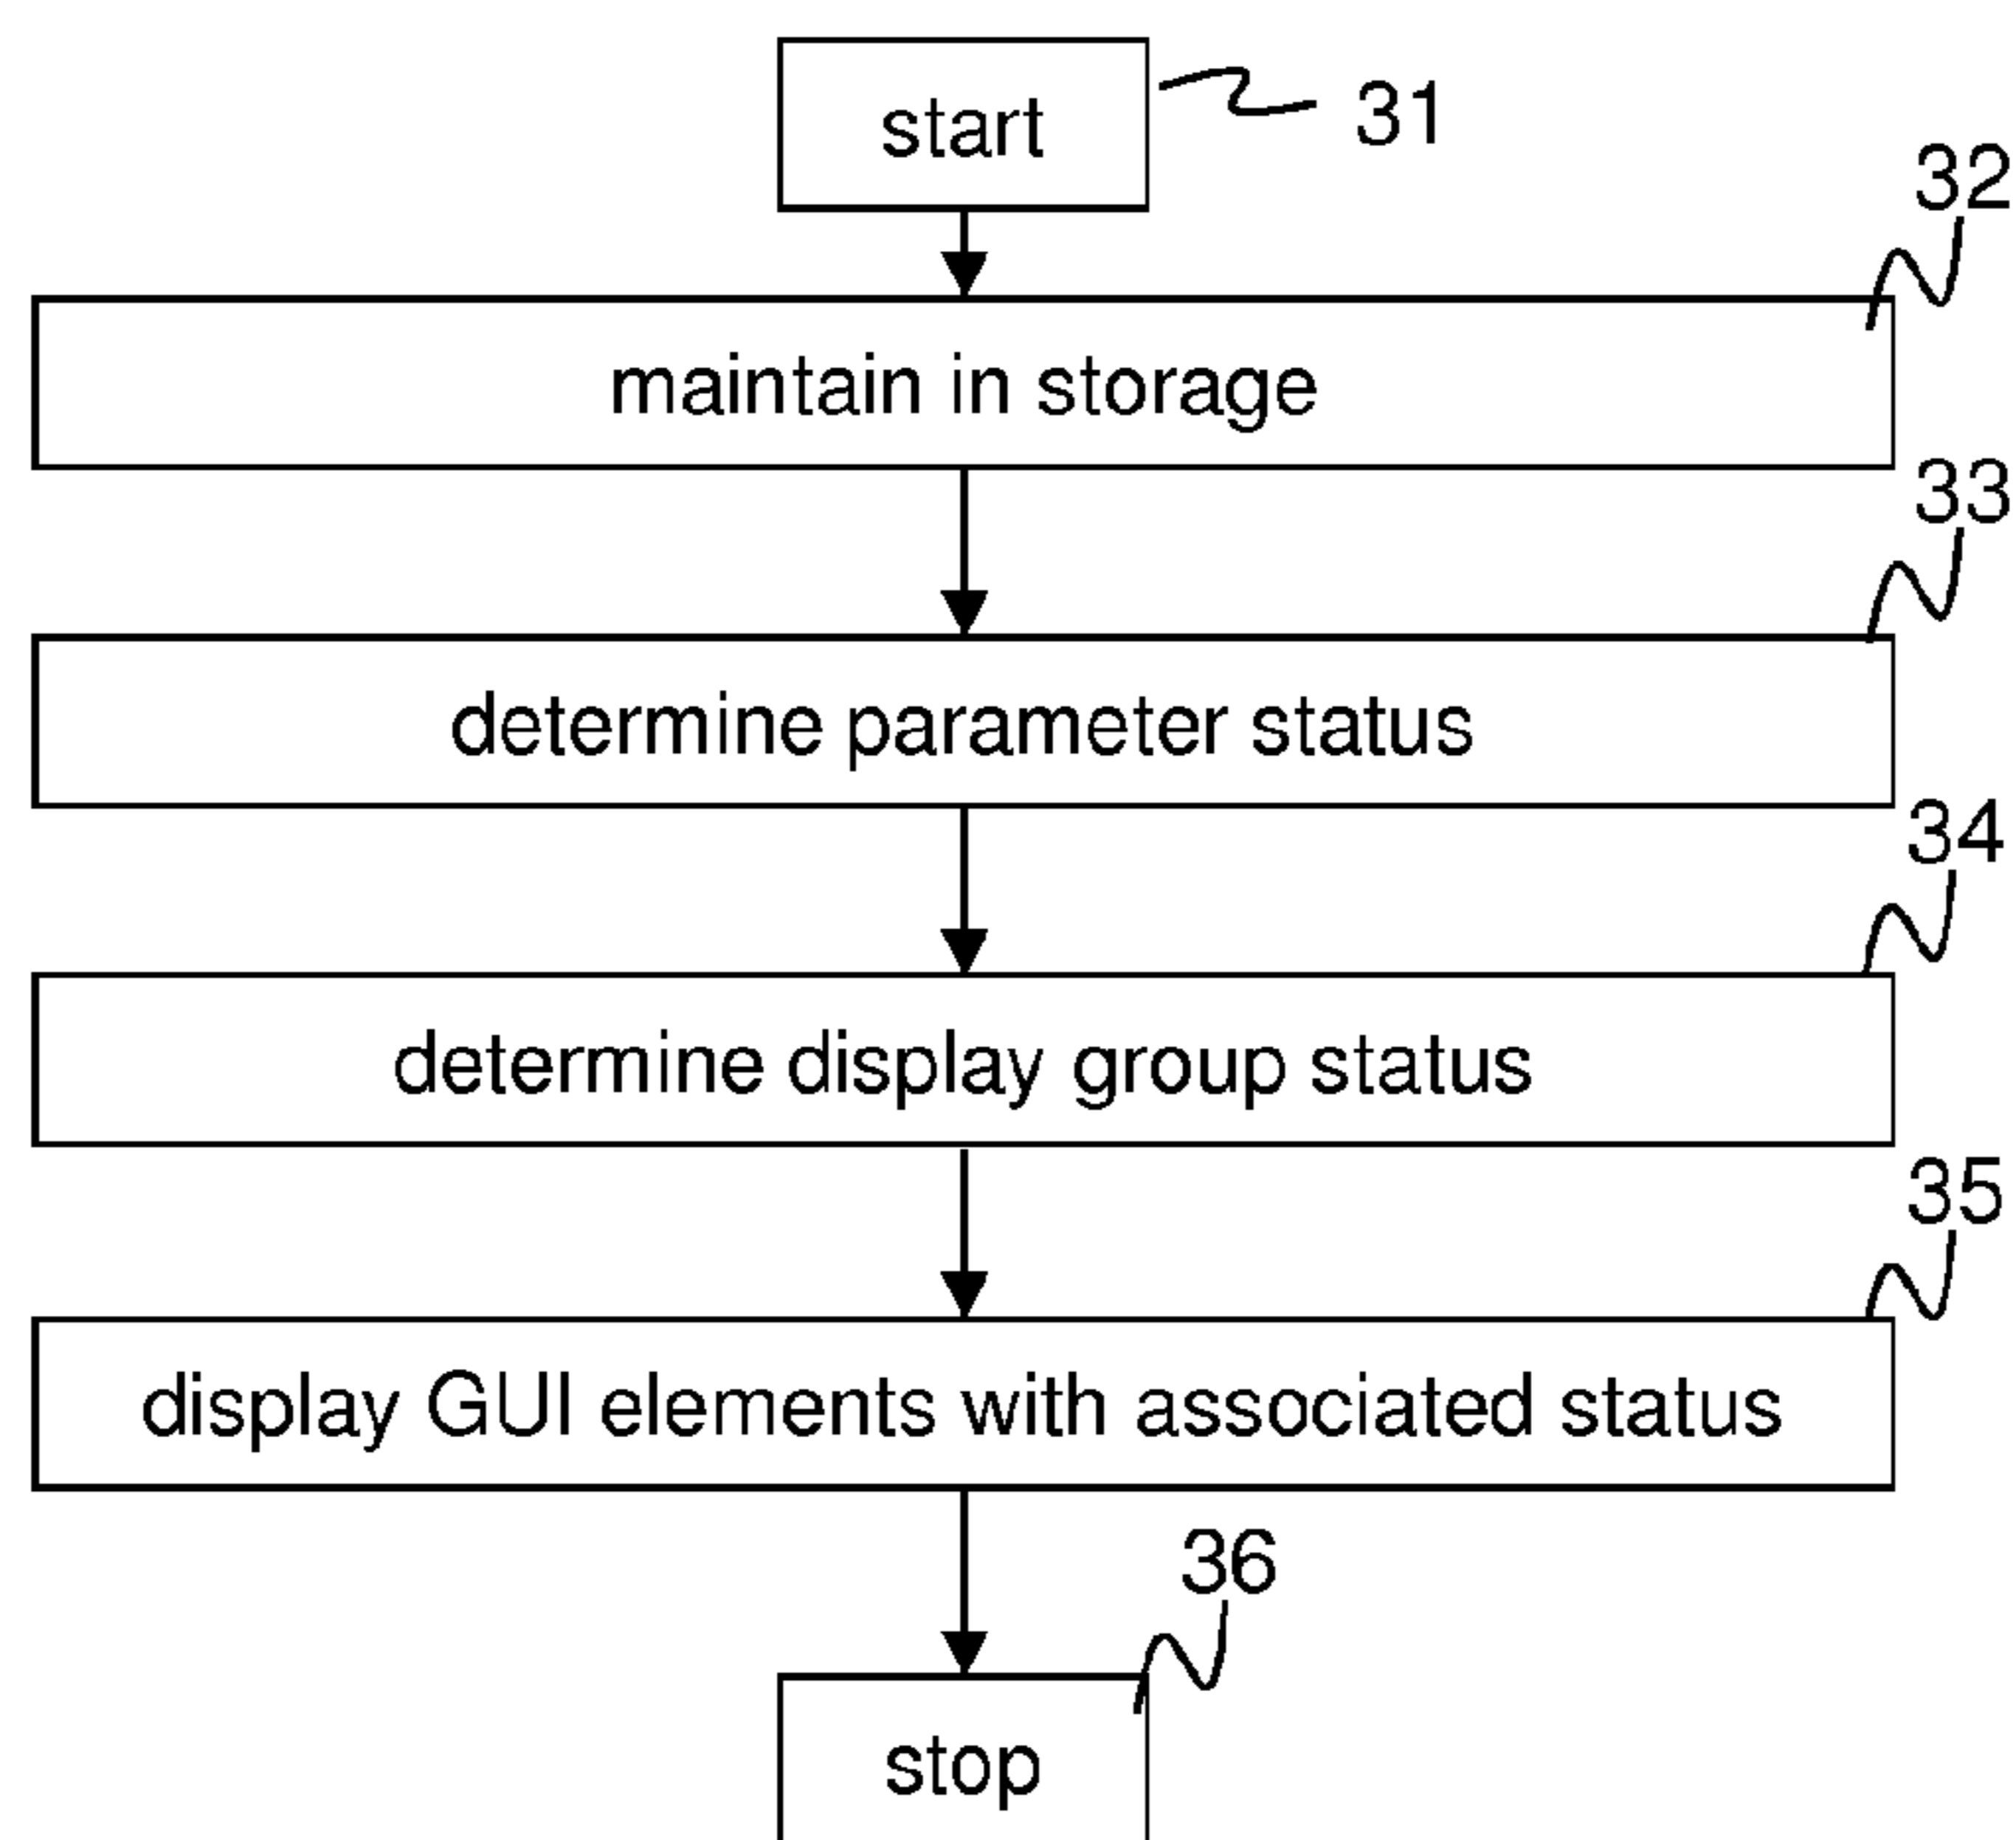 start
31
32
maintain in storage
33
determine parameter status
34
determine display group status
35
display GUI elements with associated status
36
stop